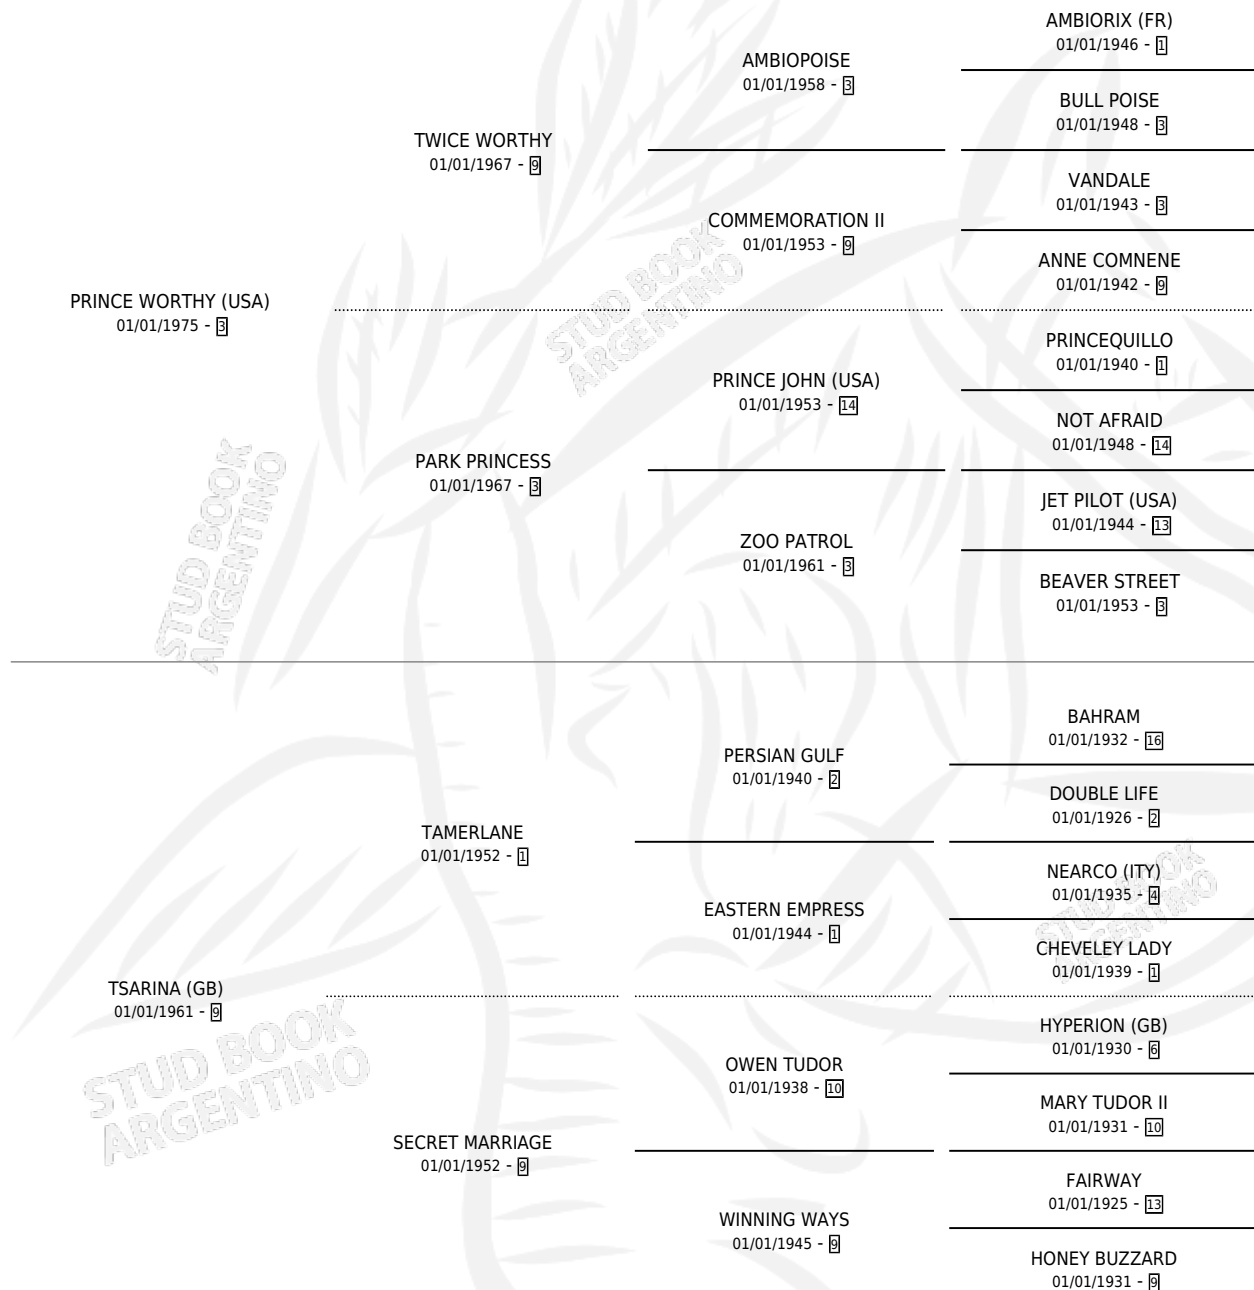 AMBIORIX (FR)
01/01/1946 - 1
AMBIOPOISE
01/01/1958 - 3
BULL POISE
01/01/1948 - 3
TWICE WORTHY
01/01/1967 - 9
VANDALE
01/01/1943 - 3
COMMEMORATION II
01/01/1953 - 9
ANNE COMNENE
01/01/1942 - 9
PRINCE WORTHY (USA)
01/01/1975 - 3
PRINCEQUILLO
01/01/1940 - 1
PRINCE JOHN (USA)
01/01/1953 - 14
NOT AFRAID
01/01/1948 - 14
PARK PRINCESS
01/01/1967 - 3
JET PILOT (USA)
01/01/1944 - 13
ZOO PATROL
01/01/1961 - 3
BEAVER STREET
01/01/1953 - 3
BAHRAM
01/01/1932 - 16
PERSIAN GULF
01/01/1940 - 2
DOUBLE LIFE
01/01/1926 - 2
TAMERLANE
01/01/1952 - 1
NEARCO (ITY)
01/01/1935 - 4
EASTERN EMPRESS
01/01/1944 - 1
CHEVELEY LADY
01/01/1939 - 1
TSARINA (GB)
01/01/1961 - 9
HYPERION (GB)
01/01/1930 - 6
OWEN TUDOR
01/01/1938 - 10
MARY TUDOR II
01/01/1931 - 10
SECRET MARRIAGE
01/01/1952 - 9
FAIRWAY
01/01/1925 - 13
WINNING WAYS
01/01/1945 - 9
HONEY BUZZARD
01/01/1931 - 9
STUD BOOK
ARGENTINO
STUD BOOK
ARGENTINO
STUD BOOK
ARGENTINO
STUD BOOK
ARGENTINO